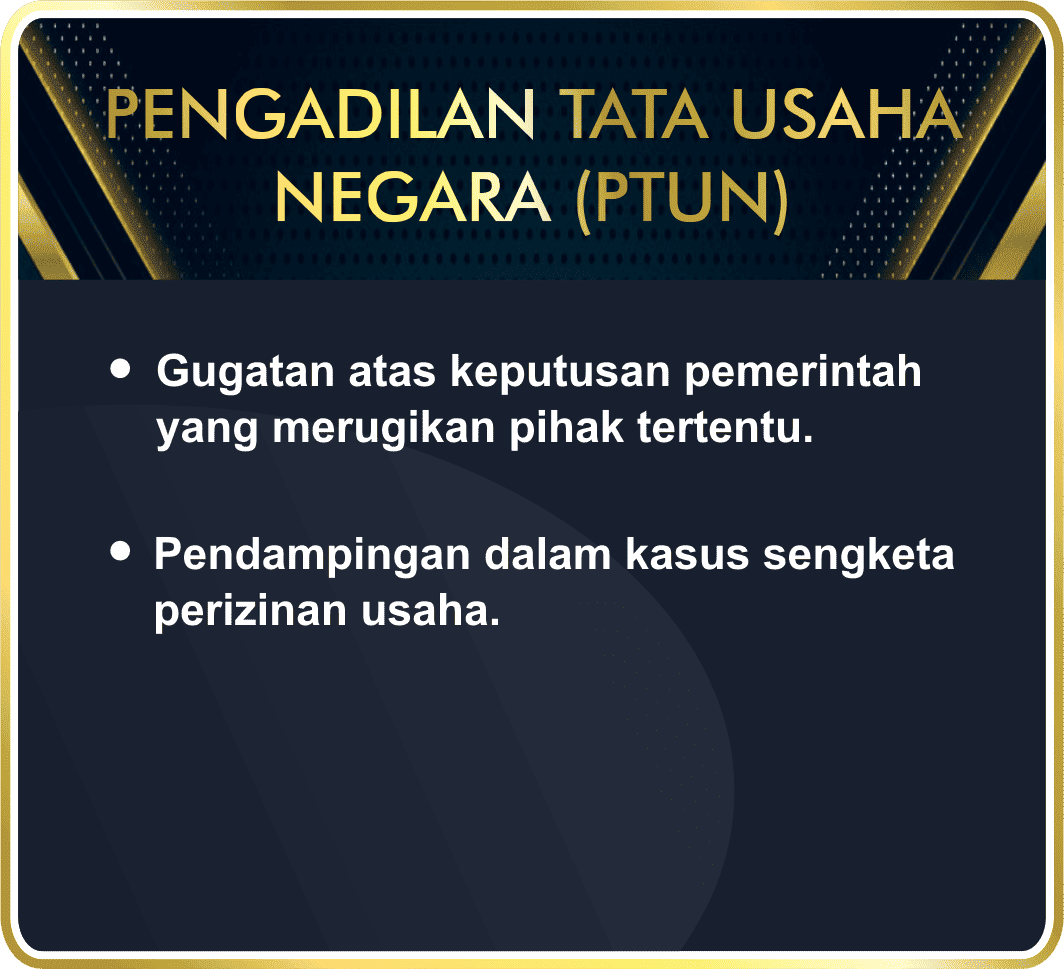 PENGADILAN TATA USAHA
NEGARA (PTUN)
• Gugatan atas keputusan pemerintah
yang merugikan pihak tertentu.
• Pendampingan dalam kasus sengketa
perizinan usaha.